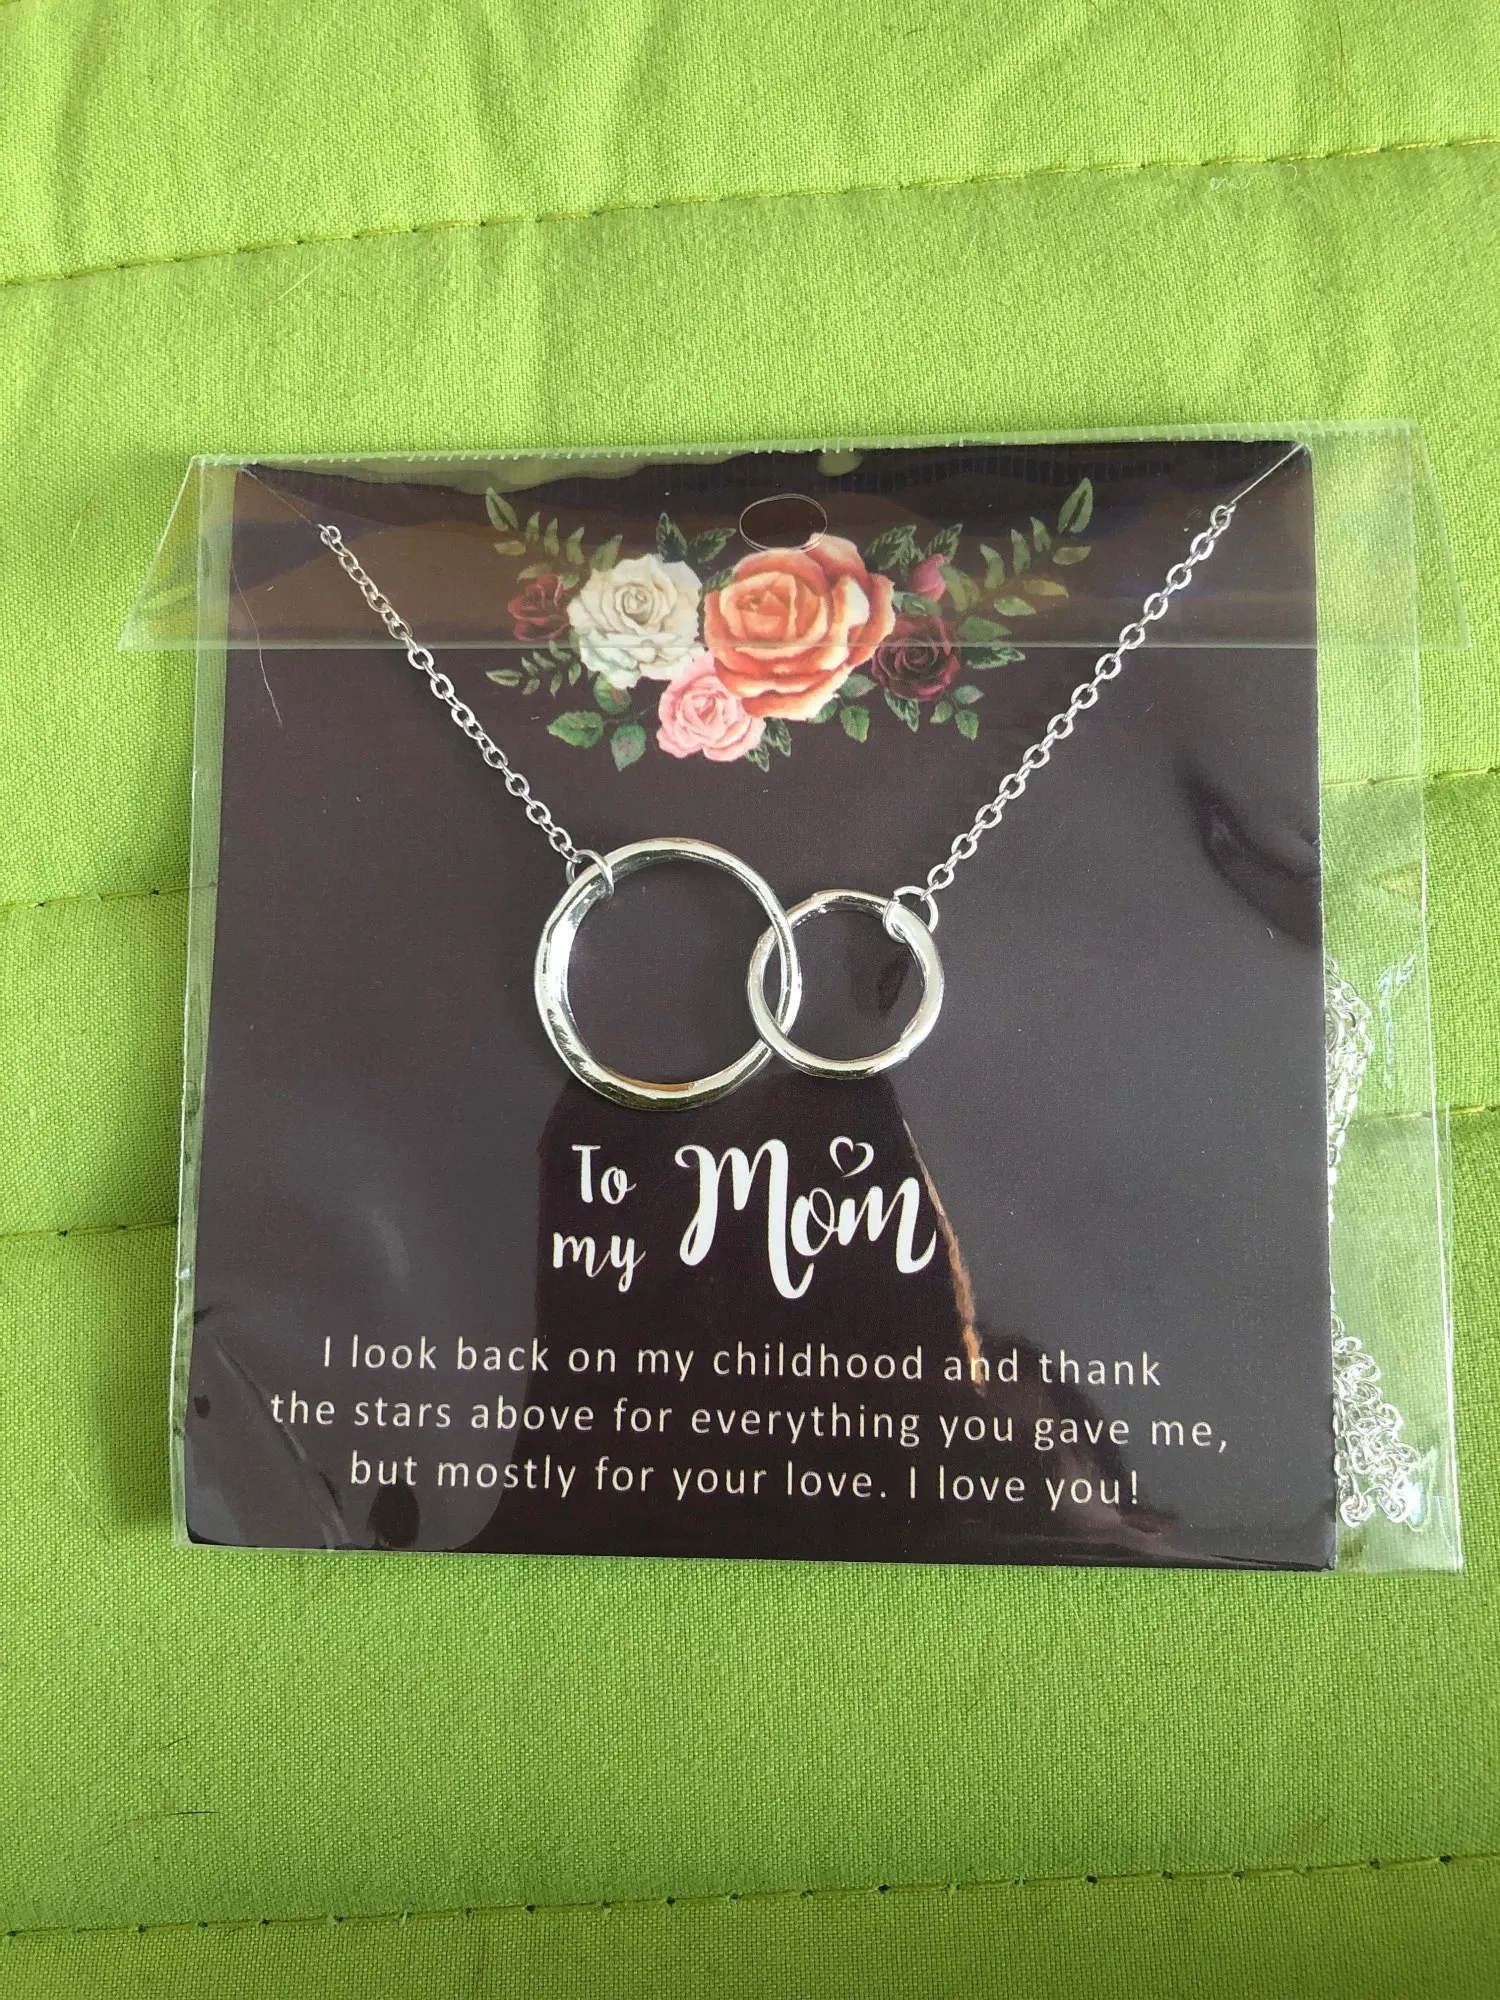 To my Mom
I look back on my childhood and thank
the stars above for everything you gave me,
but mostly for your love. I love you!